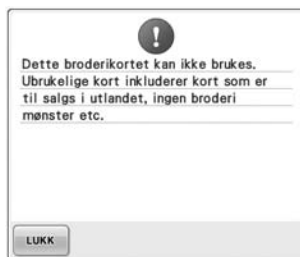 Dette broderikortet kan ikke brukes.
Ubrukelige kort inkluderer kort som er
til salgs i utlandet, ingen broderi
mønster etc.
LUKK